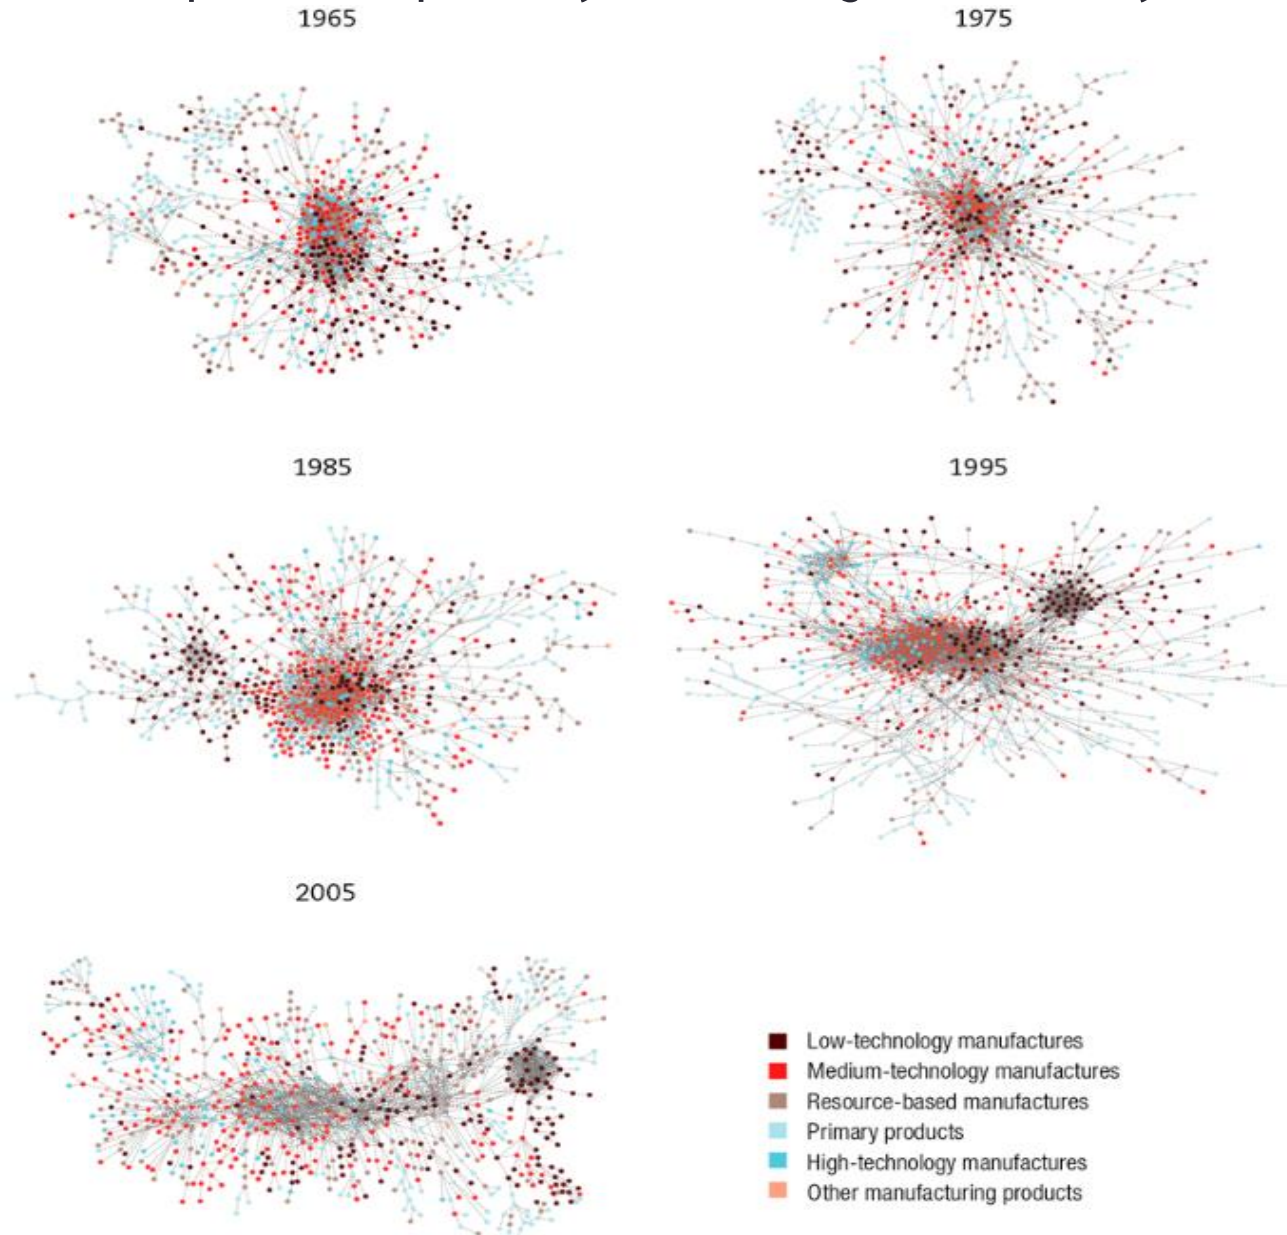 1965
1975
1985
1995
2005
Low-technology manufactures
Medium-technology manufactures
Resource-based manufactures
Primary products
High-technology manufactures
Other manufacturing products